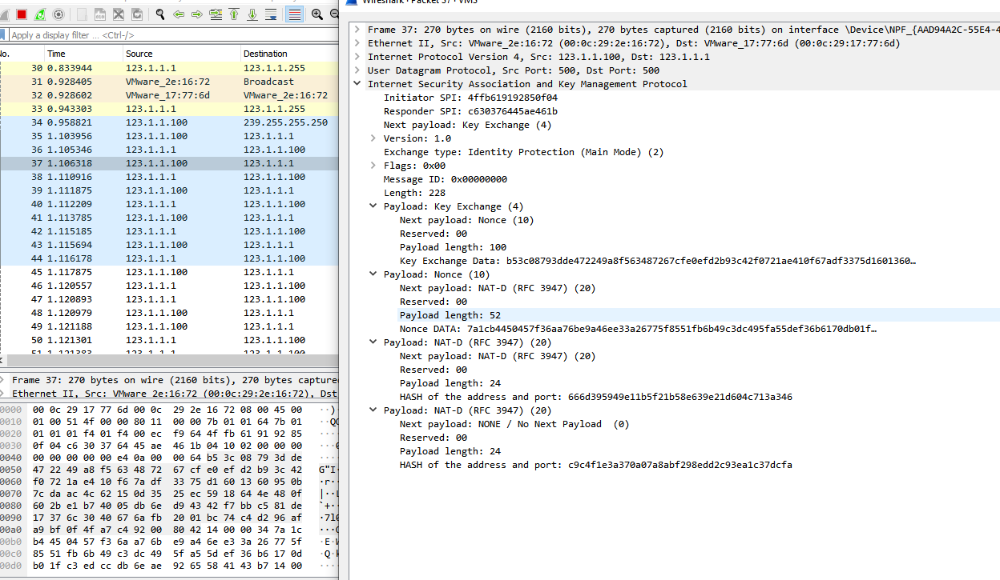 Wireshark · Packet 37 · VM3
Apply a display filter ... <Ctrl-/>
No. Time Source Destination
30 0.833944 123.1.1.1 123.1.1.255
31 0.928405 VMware_2e:16:72 Broadcast
32 0.928602 VMware_17:77:6d VMware_2e:16:72
33 0.943303 123.1.1.1 123.1.1.255
34 0.958821 123.1.1.100 239.255.255.250
35 1.103956 123.1.1.100 123.1.1.1
36 1.105346 123.1.1.1 123.1.1.100
37 1.106318 123.1.1.100 123.1.1.1
38 1.110916 123.1.1.1 123.1.1.100
39 1.111875 123.1.1.100 123.1.1.1
40 1.112209 123.1.1.1 123.1.1.100
41 1.113785 123.1.1.100 123.1.1.1
42 1.115185 123.1.1.1 123.1.1.100
43 1.115694 123.1.1.100 123.1.1.1
44 1.116178 123.1.1.1 123.1.1.100
45 1.117875 123.1.1.100 123.1.1.1
46 1.120557 123.1.1.1 123.1.1.100
47 1.120893 123.1.1.1 123.1.1.100
48 1.120979 123.1.1.100 123.1.1.1
49 1.121188 123.1.1.100 123.1.1.1
50 1.121301 123.1.1.1 123.1.1.100
51 1.121383 123.1.1.1 123.1.1.100
Frame 37: 270 bytes on wire (2160 bits), 270 bytes capture
Ethernet II, Src: VMware_2e:16:72 (00:0c:29:2e:16:72), Dst
0000 00 0c 29 17 77 6d 00 0c 29 2e 16 72 08 00 45 00 ··)·
0010 01 00 51 4f 00 00 80 11 00 00 7b 01 01 64 7b 01 ··QO
0020 01 01 01 f4 01 f4 00 ec f9 64 4f fb 61 91 92 85 ····
0030 0f 04 c6 30 37 64 45 ae 46 1b 04 10 02 00 00 00
0040 00 00 00 00 00 e4 0a 00 00 64 b5 3c 08 79 3d de ····
0050 47 22 49 a8 f5 63 48 72 67 cf e0 ef d2 b9 3c 42 G"I·
0060 f0 72 1a e4 10 f6 7a df 33 75 d1 60 13 60 95 0b ·r··
0070 7c da ac 4c 62 15 0d 35 25 ec 59 18 64 4e 48 0f |··L
0080 60 2b e1 b7 40 05 db 6e d9 43 42 f7 bb c5 81 de `+··
0090 17 37 6c 30 40 67 6a fb 20 01 bc 74 c4 d2 96 af ·7l0
00a0 a9 bf 0f 4f a7 c4 92 00 80 42 14 00 00 34 7a 1c ···O
00b0 b4 45 04 57 f3 6a a7 6b e9 a4 6e e3 3a 26 77 5f ·E·W
00c0 85 51 fb 6b 49 c3 dc 49 5f a5 5d ef 36 b6 17 0d ·Q·k
00d0 b0 1f c3 ed cc db 6e ae 92 65 58 41 43 b7 14 00 ····
Frame 37: 270 bytes on wire (2160 bits), 270 bytes captured (2160 bits) on interface \Device\NPF_{AAD94A2C-55E4-4
Ethernet II, Src: VMware_2e:16:72 (00:0c:29:2e:16:72), Dst: VMware_17:77:6d (00:0c:29:17:77:6d)
Internet Protocol Version 4, Src: 123.1.1.100, Dst: 123.1.1.1
User Datagram Protocol, Src Port: 500, Dst Port: 500
Internet Security Association and Key Management Protocol
Initiator SPI: 4ffb619192850f04
Responder SPI: c630376445ae461b
Next payload: Key Exchange (4)
Version: 1.0
Exchange type: Identity Protection (Main Mode) (2)
Flags: 0x00
Message ID: 0x00000000
Length: 228
Payload: Key Exchange (4)
Next payload: Nonce (10)
Reserved: 00
Payload length: 100
Key Exchange Data: b53c08793dde472249a8f563487267cfe0efd2b93c42f0721ae410f67adf3375d1601360…
Payload: Nonce (10)
Next payload: NAT-D (RFC 3947) (20)
Reserved: 00
Payload length: 52
Nonce DATA: 7a1cb4450457f36aa76be9a46ee33a26775f8551fb6b49c3dc495fa55def36b6170db01f…
Payload: NAT-D (RFC 3947) (20)
Next payload: NAT-D (RFC 3947) (20)
Reserved: 00
Payload length: 24
HASH of the address and port: 666d395949e11b5f21b58e639e21d604c713a346
Payload: NAT-D (RFC 3947) (20)
Next payload: NONE / No Next Payload  (0)
Reserved: 00
Payload length: 24
HASH of the address and port: c9c4f1e3a370a07a8abf298edd2c93ea1c37dcfa